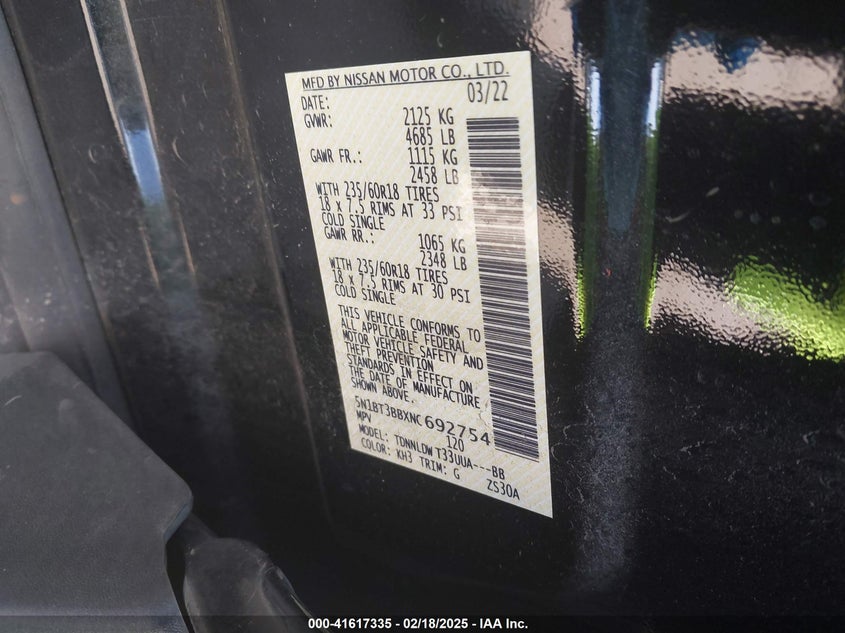 MFD BY NISSAN MOTOR CO., LTD.
DATE: 03/22
GVWR: 2125 KG
4685 LB
GAWR FR.: 1115 KG
2458 LB
WITH 235/60R18 TIRES
18 x 7.5 RIMS AT 33 PSI
COLD SINGLE
GAWR RR.: 1065 KG
2348 LB
WITH 235/60R18 TIRES
18 x 7.5 RIMS AT 30 PSI
COLD SINGLE
THIS VEHICLE CONFORMS TO
ALL APPLICABLE FEDERAL
MOTOR VEHICLE SAFETY AND
THEFT PREVENTION
STANDARDS IN EFFECT ON
THE DATE OF MANUFACTURE
SHOWN ABOVE.
5N1BT3BBXNC692754
MPV 120
MODEL: TDNNLDW T33UUA---BB
COLOR: KH3 TRIM: G ZS30A
000-41617335 - 02/18/2025 - IAA Inc.